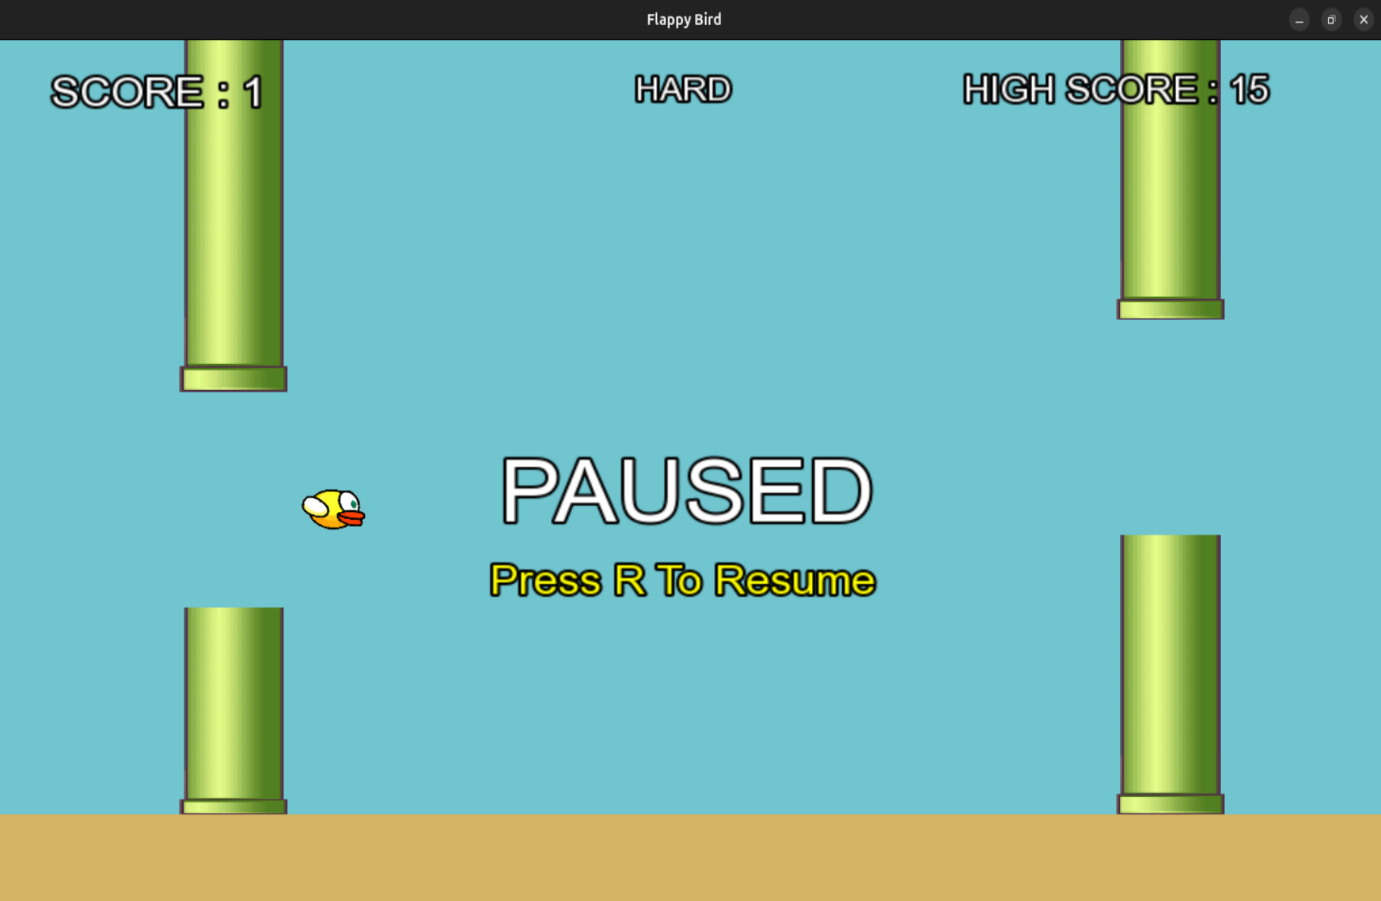 Flappy Bird
SCORE : 1
HARD
HIGH SCORE : 15
PAUSED
Press R To Resume